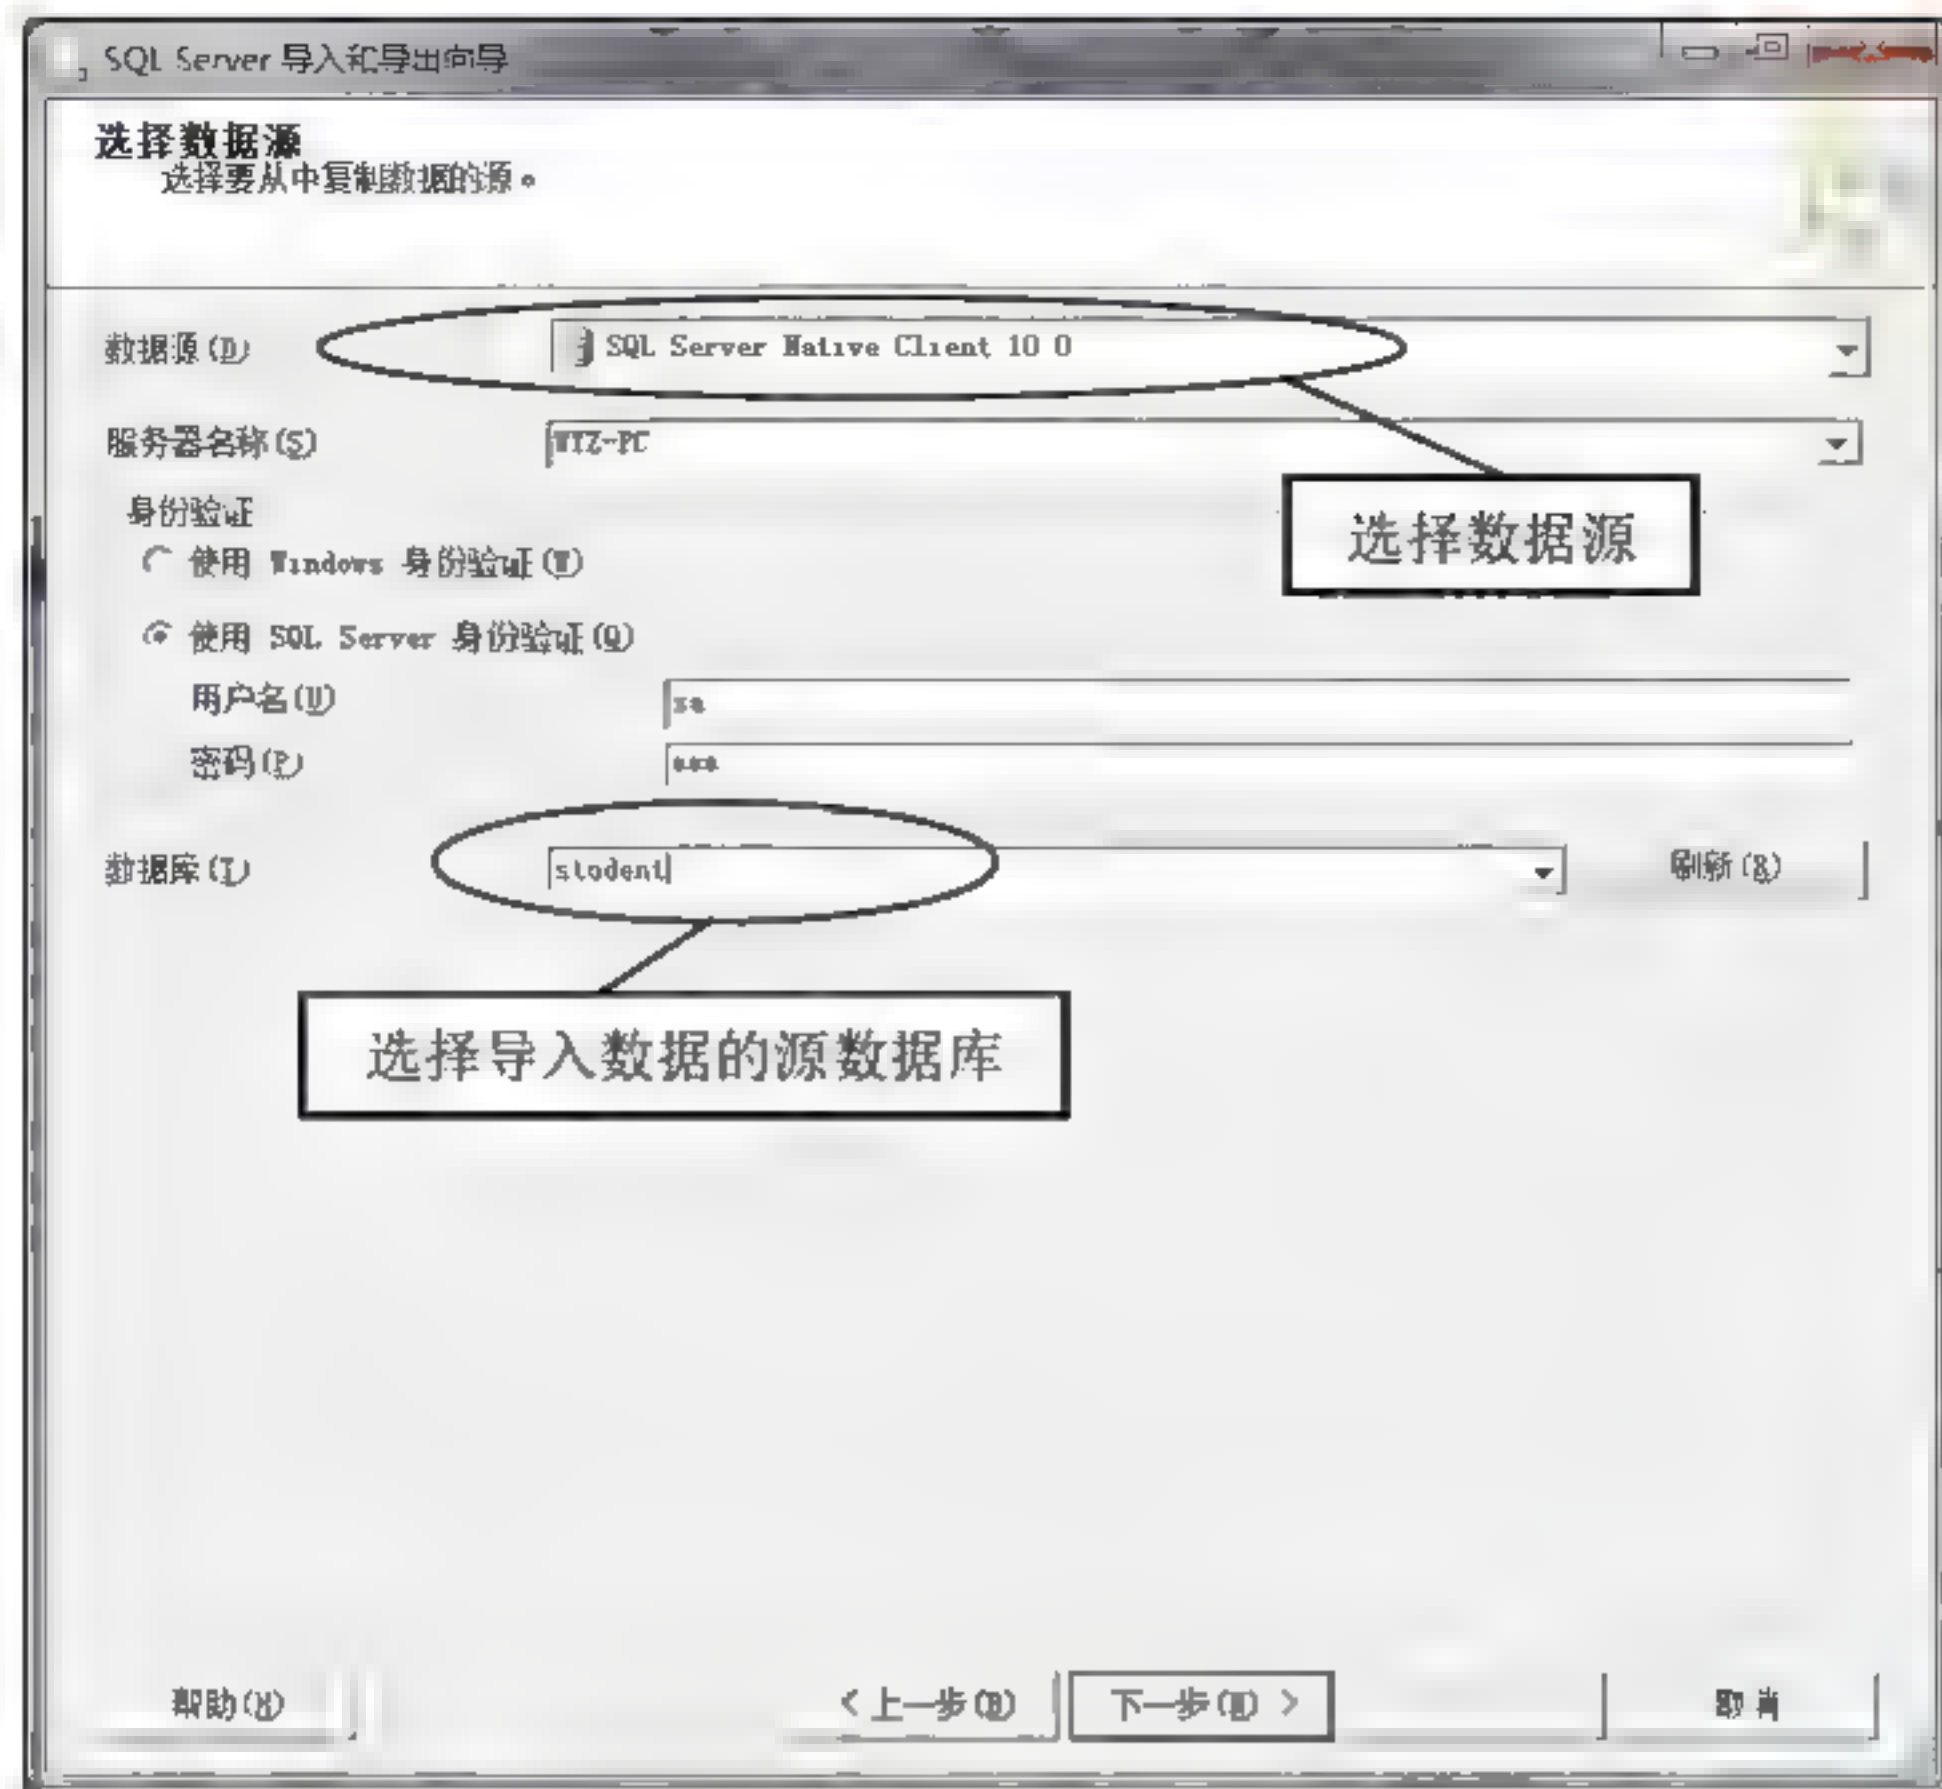 SQL Server 导入和导出向导
选择数据源
选择要从中复制数据的源。
数据源(D)
SQL Server Native Client 10 0
服务器名称(S)
选择数据源
身份验证
使用 Windows 身份验证(W)
使用 SQL Server 身份验证(Q)
用户名(U)
sa
密码(P)
***
数据库(T)
student
刷新(R)
选择导入数据的源数据库
帮助(H)
<上一步(B)
下一步(N) >
取消